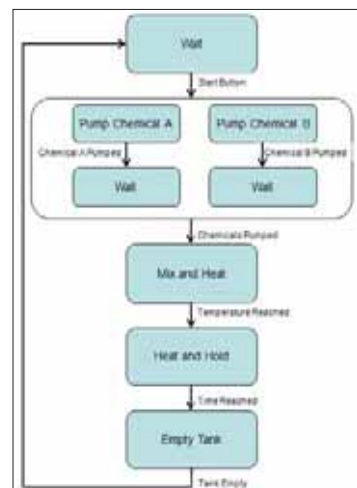 Wait
Start Button
Pump Chemical A
Pump Chemical B
Chemical A Pumped
Chemical B Pumped
Wait
Wait
Chemicals Pumped
Mix and Heat
Temperature Reached
Heat and Hold
Time Reached
Empty Tank
Tank Empty